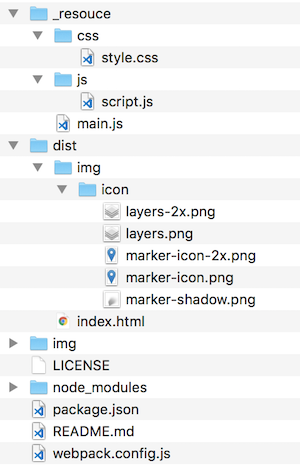 _resouce
css
style.css
js
script.js
main.js
dist
img
icon
layers-2x.png
layers.png
marker-icon-2x.png
marker-icon.png
marker-shadow.png
index.html
img
LICENSE
node_modules
package.json
README.md
webpack.config.js